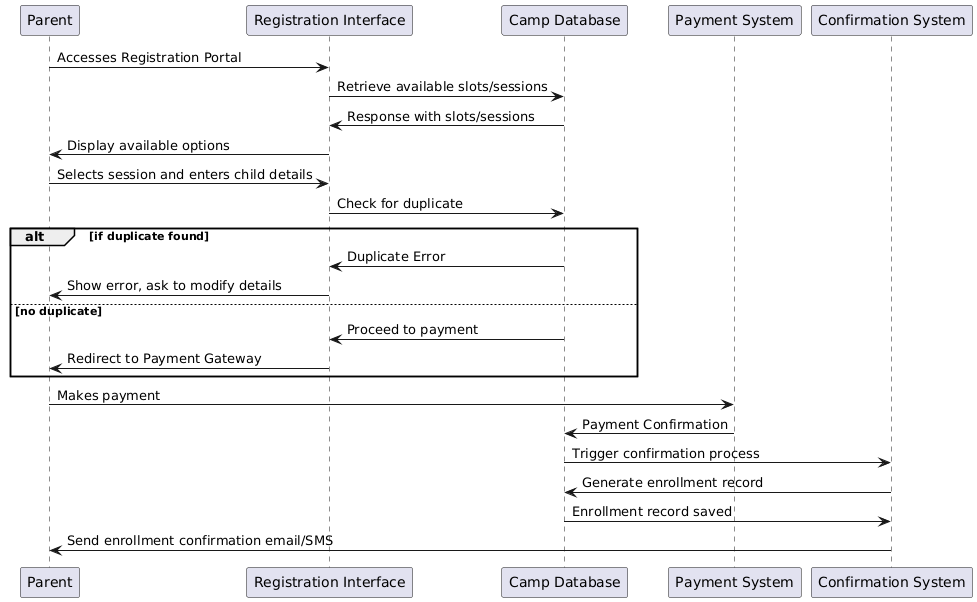 Parent
Registration Interface
Camp Database
Payment System
Confirmation System
Accesses Registration Portal
Retrieve available slots/sessions
Response with slots/sessions
Display available options
Selects session and enters child details
Check for duplicate
alt [if duplicate found]
Duplicate Error
Show error, ask to modify details
[no duplicate]
Proceed to payment
Redirect to Payment Gateway
Makes payment
Payment Confirmation
Trigger confirmation process
Generate enrollment record
Enrollment record saved
Send enrollment confirmation email/SMS
Parent
Registration Interface
Camp Database
Payment System
Confirmation System